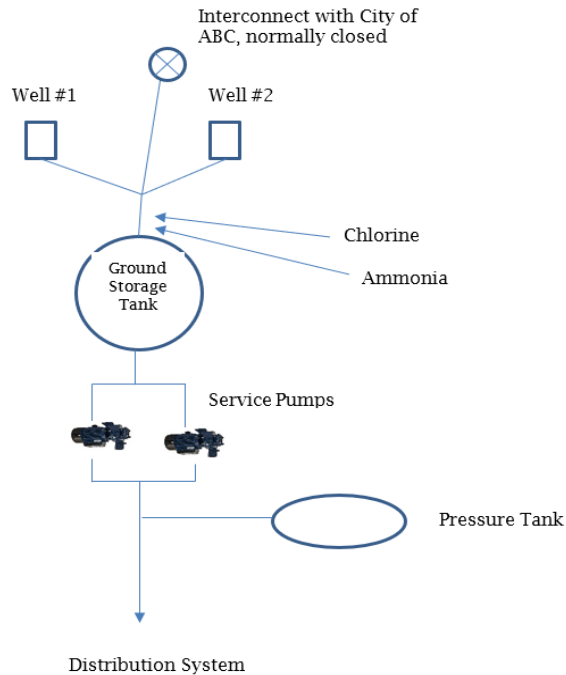 Interconnect with City of
ABC, normally closed
Well #1
Well #2
Chlorine
Ammonia
Ground
Storage
Tank
Service Pumps
Pressure Tank
Distribution System